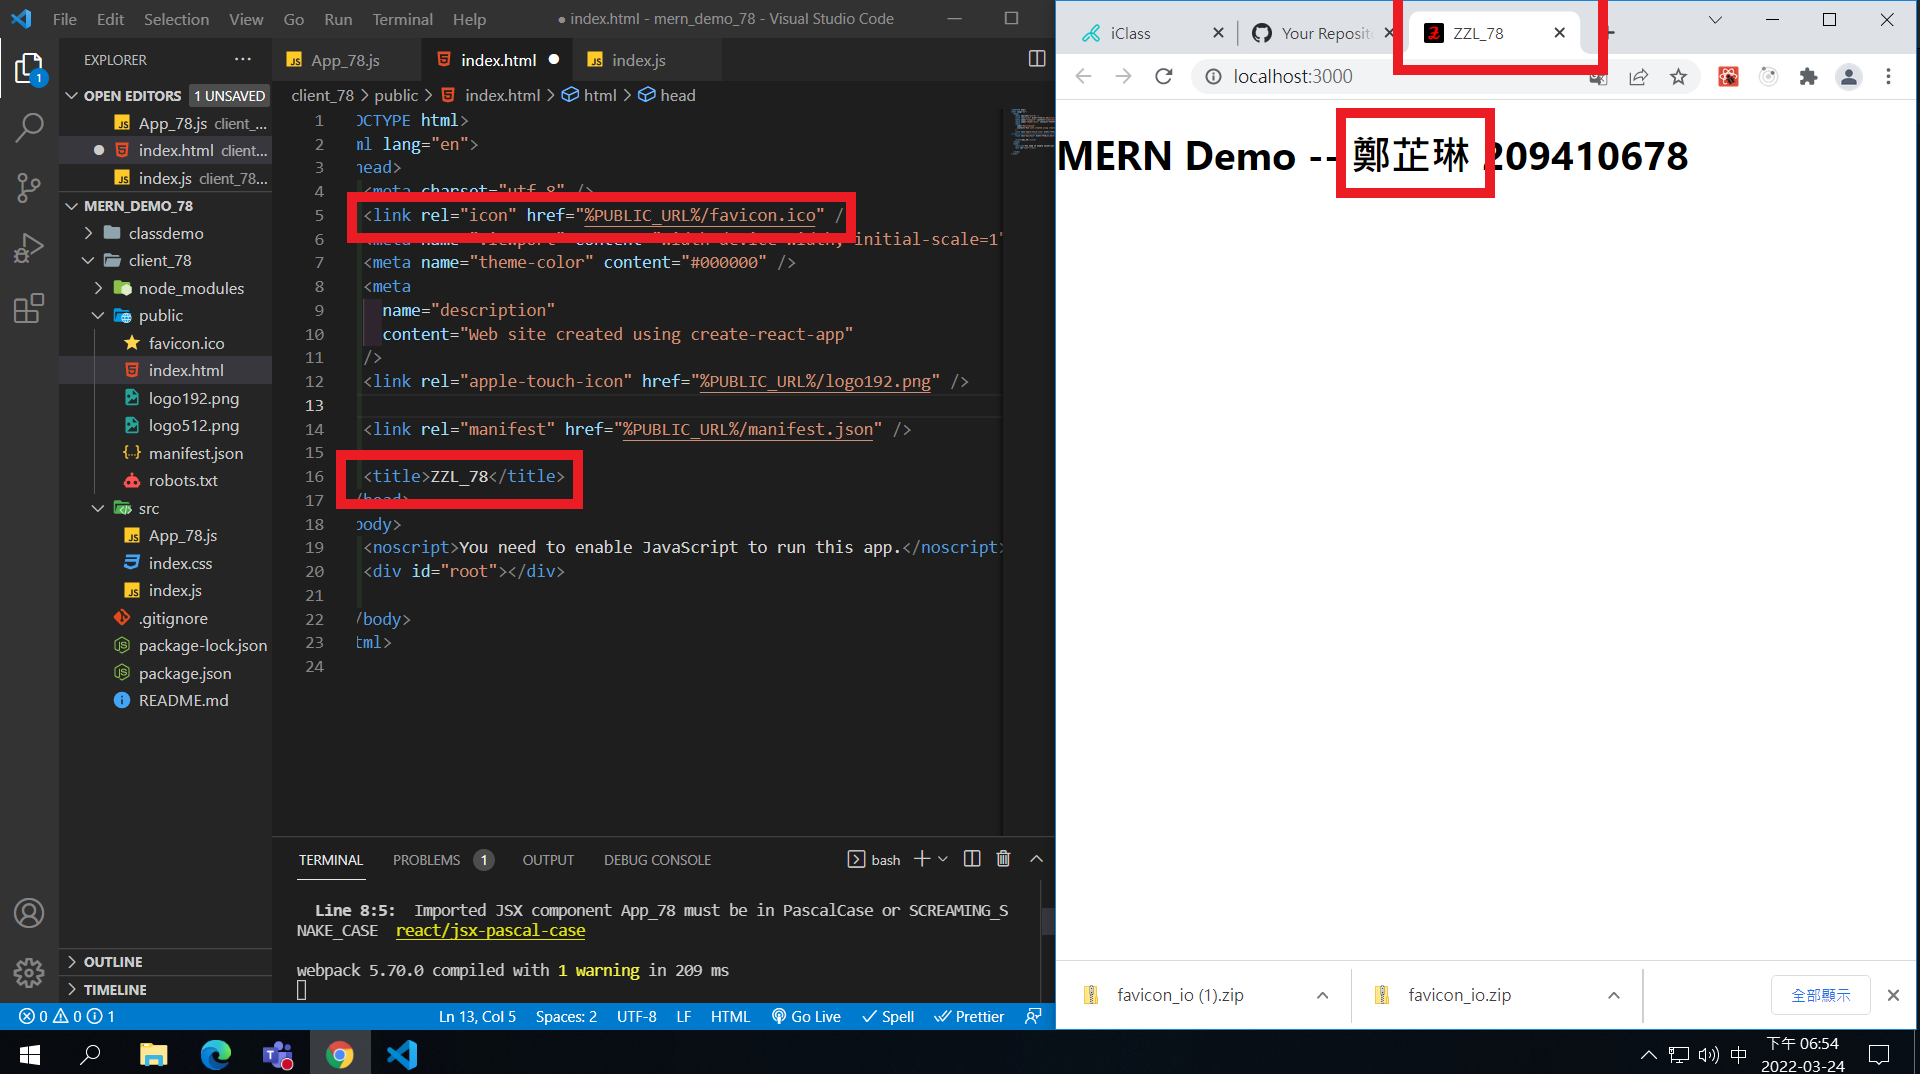 File Edit Selection View Go Run Terminal Help
● index.html - mern_demo_78 - Visual Studio Code
EXPLORER ···
OPEN EDITORS 1 UNSAVED
App_78.js client_...
index.html client...
index.js client_78...
MERN_DEMO_78
classdemo
client_78
node_modules
public
favicon.ico
index.html
logo192.png
logo512.png
manifest.json
robots.txt
src
App_78.js
index.css
index.js
.gitignore
package-lock.json
package.json
README.md
OUTLINE
TIMELINE
1
App_78.js
index.html
index.js
client_78 > public > index.html > html > head
1 OCTYPE html>
2 ml lang="en">
3 head>
4 <meta charset="utf-8" />
5 <link rel="icon" href="%PUBLIC_URL%/favicon.ico" /
6 <meta name="viewport" content="width=device-width, initial-scale=1"
7 <meta name="theme-color" content="#000000" />
8 <meta
9 name="description"
10 content="Web site created using create-react-app"
11 />
12 <link rel="apple-touch-icon" href="%PUBLIC_URL%/logo192.png" />
13
14 <link rel="manifest" href="%PUBLIC_URL%/manifest.json" />
15
16 <title>ZZL_78</title>
17 /head>
18 body>
19 <noscript>You need to enable JavaScript to run this app.</noscript>
20 <div id="root"></div>
21
22 /body>
23 tml>
24
TERMINAL PROBLEMS 1 OUTPUT DEBUG CONSOLE
bash
Line 8:5: Imported JSX component App_78 must be in PascalCase or SCREAMING_S
NAKE_CASE react/jsx-pascal-case
webpack 5.70.0 compiled with 1 warning in 209 ms
0 0 1
Ln 13, Col 5 Spaces: 2 UTF-8 LF HTML Go Live Spell Prettier
iClass
Your Reposit
ZZL_78
localhost:3000
MERN Demo -- 鄭芷琳 209410678
favicon_io (1).zip
favicon_io.zip
全部顯示
中
下午 06:54
2022-03-24